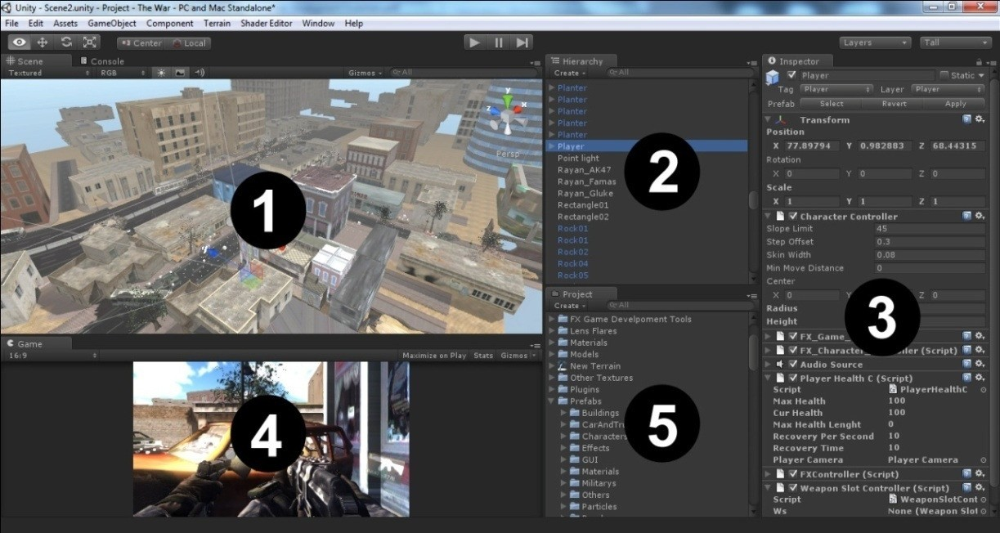 Unity - Scene2.unity - Project - The War - PC and Mac Standalone*
File Edit Assets GameObject Component Terrain Shader Editor Window Help
Center Local
Layers Tall
Scene Console
Textured RGB Gizmos All
y
z x
Persp
1
Game
16:9 Maximize on Play Stats Gizmos
4
Hierarchy
Create All
Planter
Planter
Planter
Planter
Planter
Player
Point light
Rayan_AK47
Rayan_Famas
Rayan_Gluke
Rectangle01
Rectangle02
Rock01
Rock01
Rock02
Rock04
Rock05
2
Project
Create All
FX Game Develpoment Tools
Lens Flares
Materials
Models
New Terrain
Other Textures
Plugins
Prefabs
Buildings
CarAndTr
Characters
Effects
GUI
Materials
Militarys
Others
Particles
5
Inspector
Player Static
Tag Player Layer Player
Prefab Select Revert Apply
Transform
Position
X 77.89794 Y 0.982883 Z 68.44315
Rotation
X 0 Y 0 Z 0
Scale
X 1 Y 1 Z 1
Character Controller
Slope Limit 45
Step Offset 0.3
Skin Width 0.08
Min Move Distance 0
Center
X 0 Z 0
Radius
Height
3
FX_Game_
FX_Character_ ller (Script)
Audio Source
Player Health C (Script)
Script PlayerHealthC
Max Health 100
Cur Health 100
Max Health Lenght 0
Recovery Per Second 10
Recovery Time 10
Player Camera Player Camera
FXController (Script)
Weapon Slot Controller (Script)
Script WeaponSlotCont
Ws None (Weapon Slot